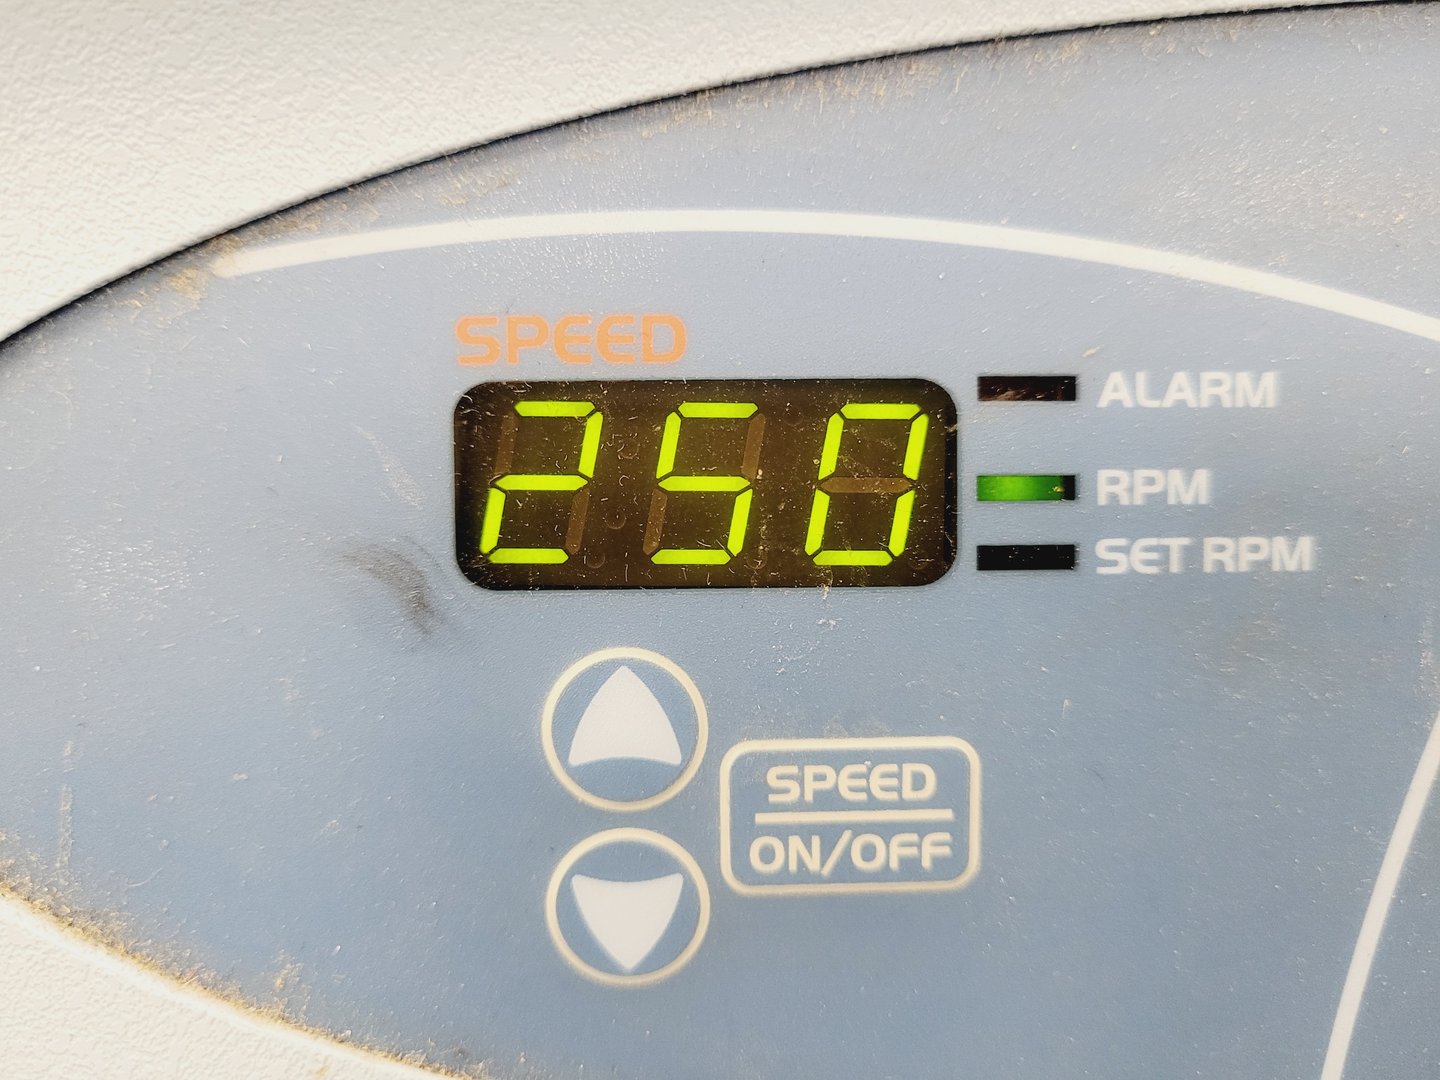 SPEED
250
ALARM
RPM
SET RPM
SPEED
ON/OFF